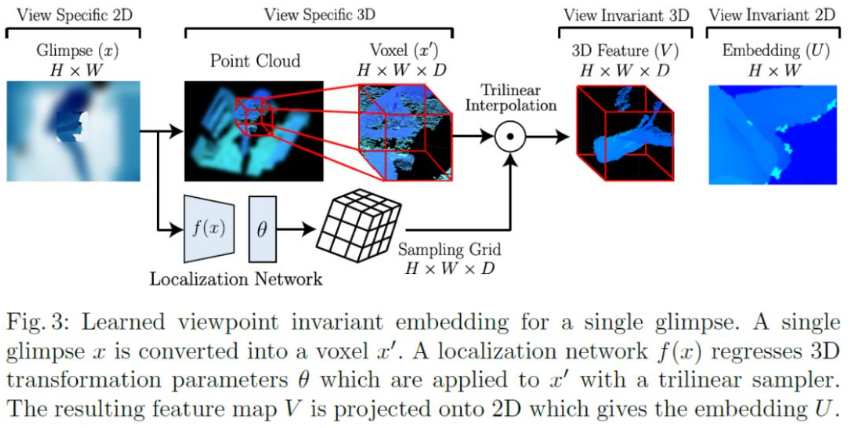 View Specific 2D
View Specific 3D
View Invariant 3D
View Invariant 2D
Glimpse (x)
H × W
Point Cloud
Voxel (x′)
H × W × D
Trilinear
Interpolation
3D Feature (V)
H × W × D
Embedding (U)
H × W
f(x)
θ
Localization Network
Sampling Grid
H × W × D
Fig. 3: Learned viewpoint invariant embedding for a single glimpse. A single
glimpse x is converted into a voxel x′. A localization network f(x) regresses 3D
transformation parameters θ which are applied to x′ with a trilinear sampler.
The resulting feature map V is projected onto 2D which gives the embedding U.